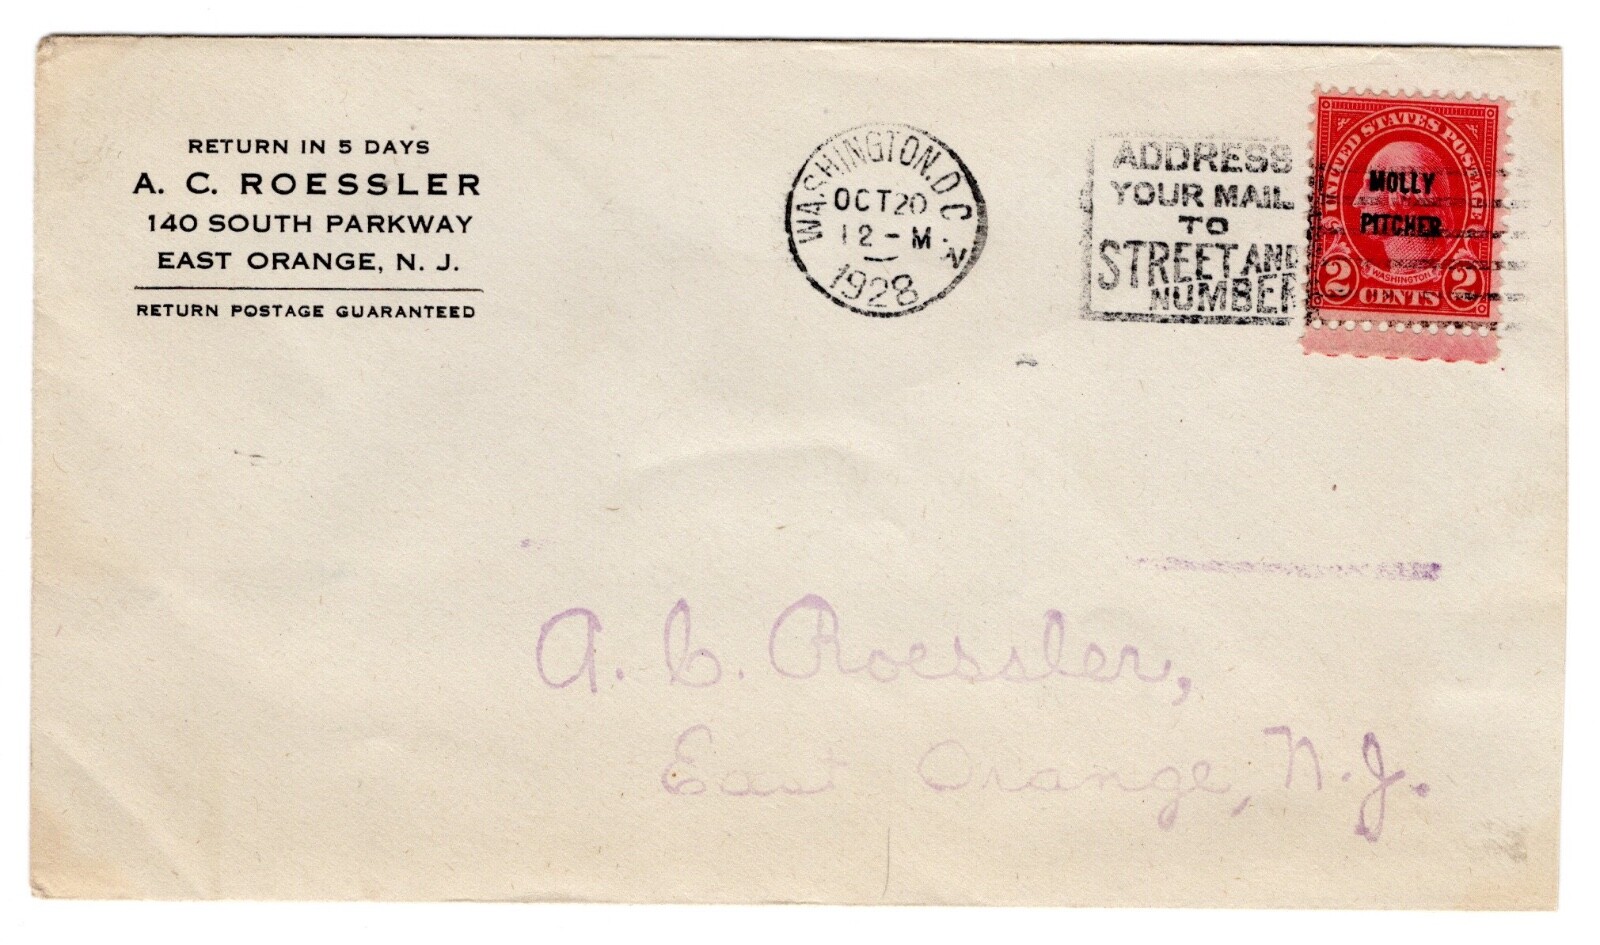 RETURN IN 5 DAYS
A. C. ROESSLER
140 SOUTH PARKWAY
EAST ORANGE, N. J.
RETURN POSTAGE GUARANTEED
WASHINGTON, D.C.
OCT 20
12 - M.
N
1928
ADDRESS
YOUR MAIL
TO
STREET AND
NUMBER
UNITED STATES POSTAGE
MOLLY
PITCHER
WASHINGTON
2 CENTS 2
A. C. Roessler,
East Orange, N. J.